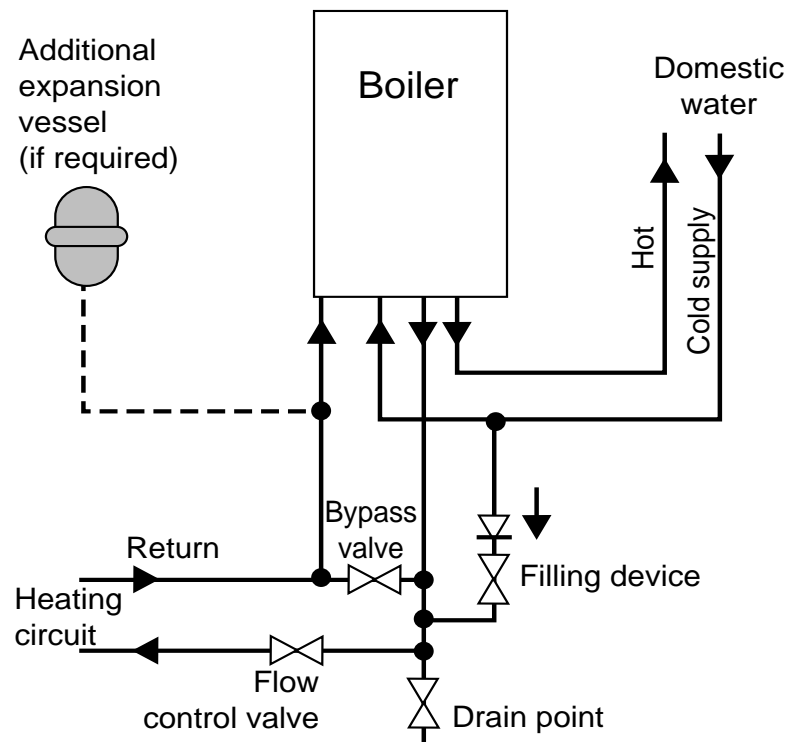 Additional
expansion
vessel
(if required)
Boiler
Domestic
water
Hot
Cold supply
Bypass
valve
Return
Filling device
Heating
circuit
Flow
control valve
Drain point